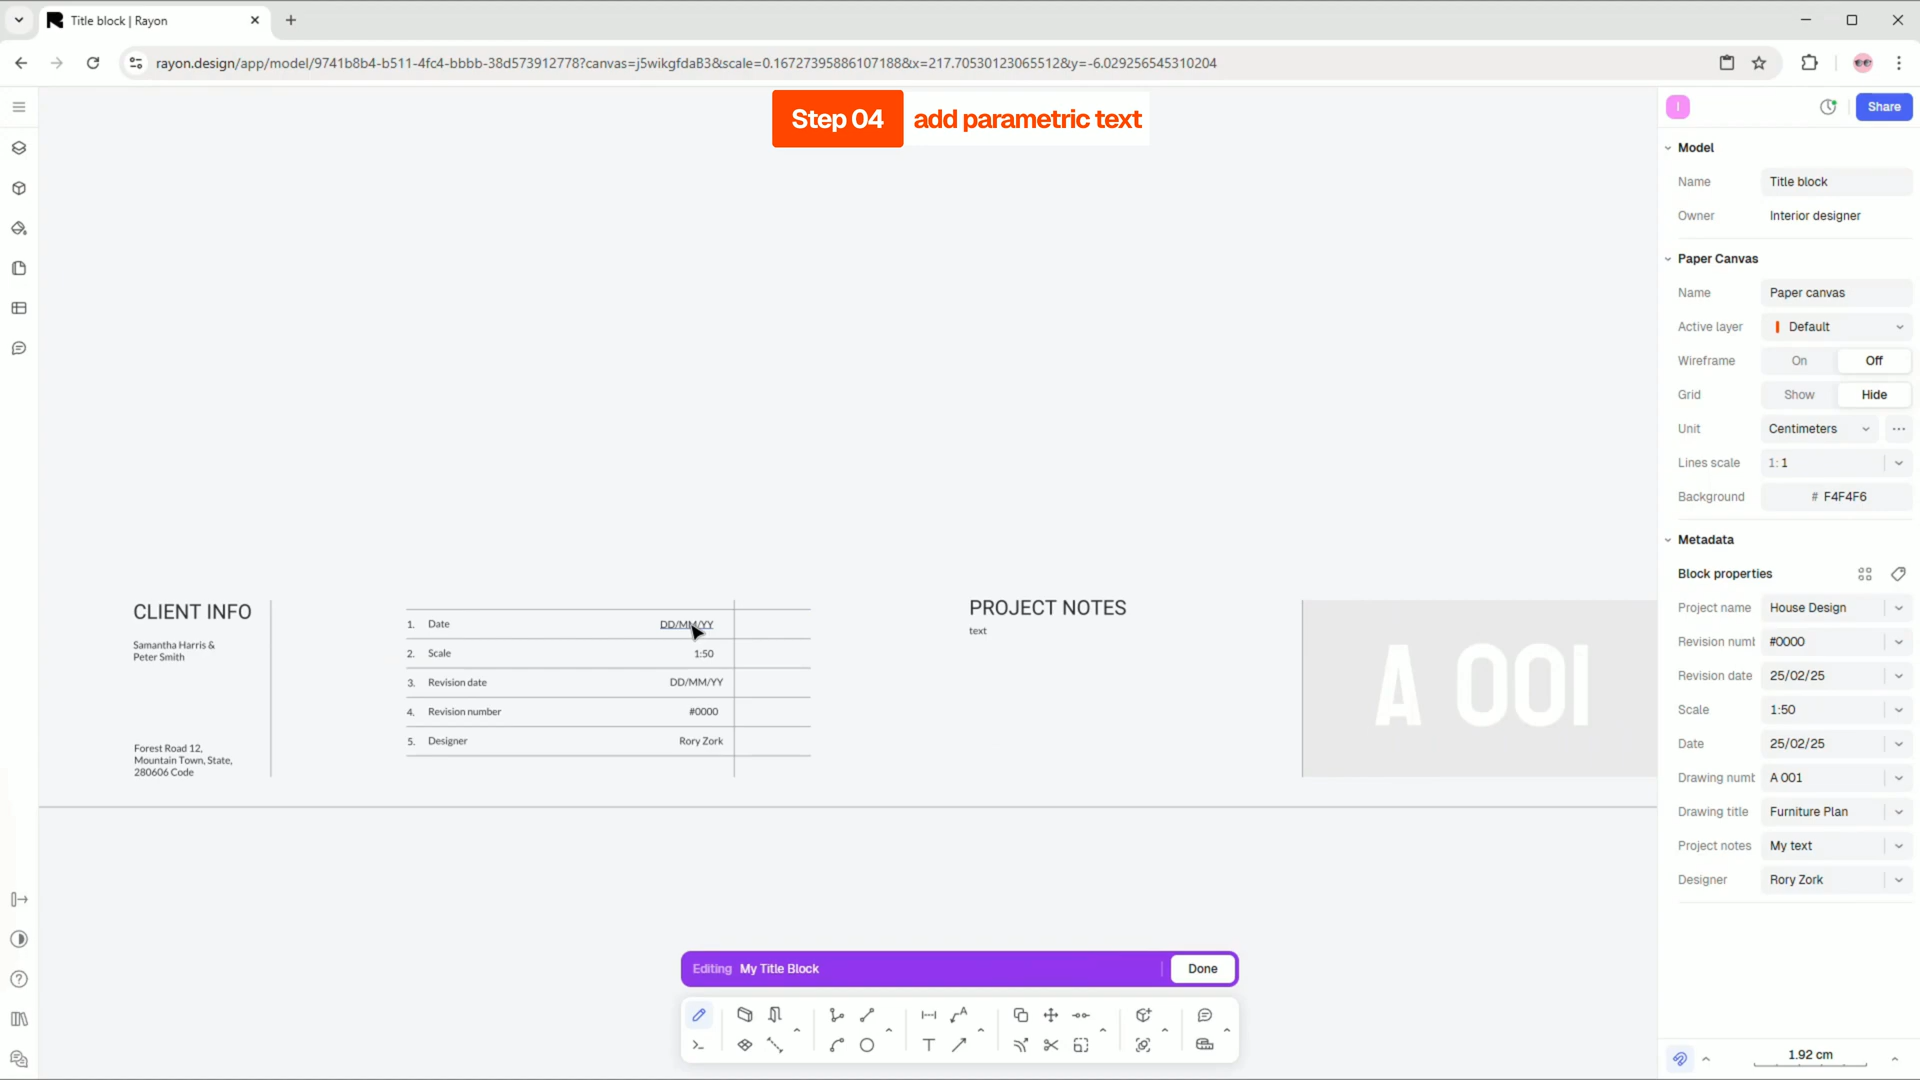 Title block | Rayon
rayon.design/app/model/9741b8b4-b511-4fc4-bbbb-38d573912778?canvas=j5wikgfdaB3&scale=0.16727395886107188&x=217.70530123065512&y=-6.029256545310204
Step 04 add parametric text
I
Share
Model
Name Title block
Owner Interior designer
Paper Canvas
Name Paper canvas
Active layer Default
Wireframe On Off
Grid Show Hide
Unit Centimeters
Lines scale 1: 1
Background # F4F4F6
Metadata
Block properties
Project name House Design
Revision numb #0000
Revision date 25/02/25
Scale 1:50
Date 25/02/25
Drawing numb A 001
Drawing title Furniture Plan
Project notes My text
Designer Rory Zork
CLIENT INFO
Samantha Harris &
Peter Smith
Forest Road 12,
Mountain Town, State,
280606 Code
1. Date DD/MM/YY
2. Scale 1:50
3. Revision date DD/MM/YY
4. Revision number #0000
5. Designer Rory Zork
PROJECT NOTES
text
A 001
Editing My Title Block Done
1.92 cm